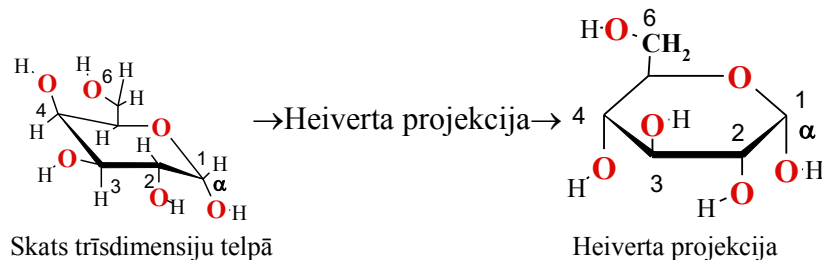 H
O
H
H
O
6
H
4
H
O
H
H
1
H
H
O
H
3
2
α
O
H
O
H
→Heiverta projekcija→
H
O
6
CH2
O
1
4
O
H
2
α
O
H
3
O
H
O
H
Skats trīsdimensiju telpā
Heiverta projekcija